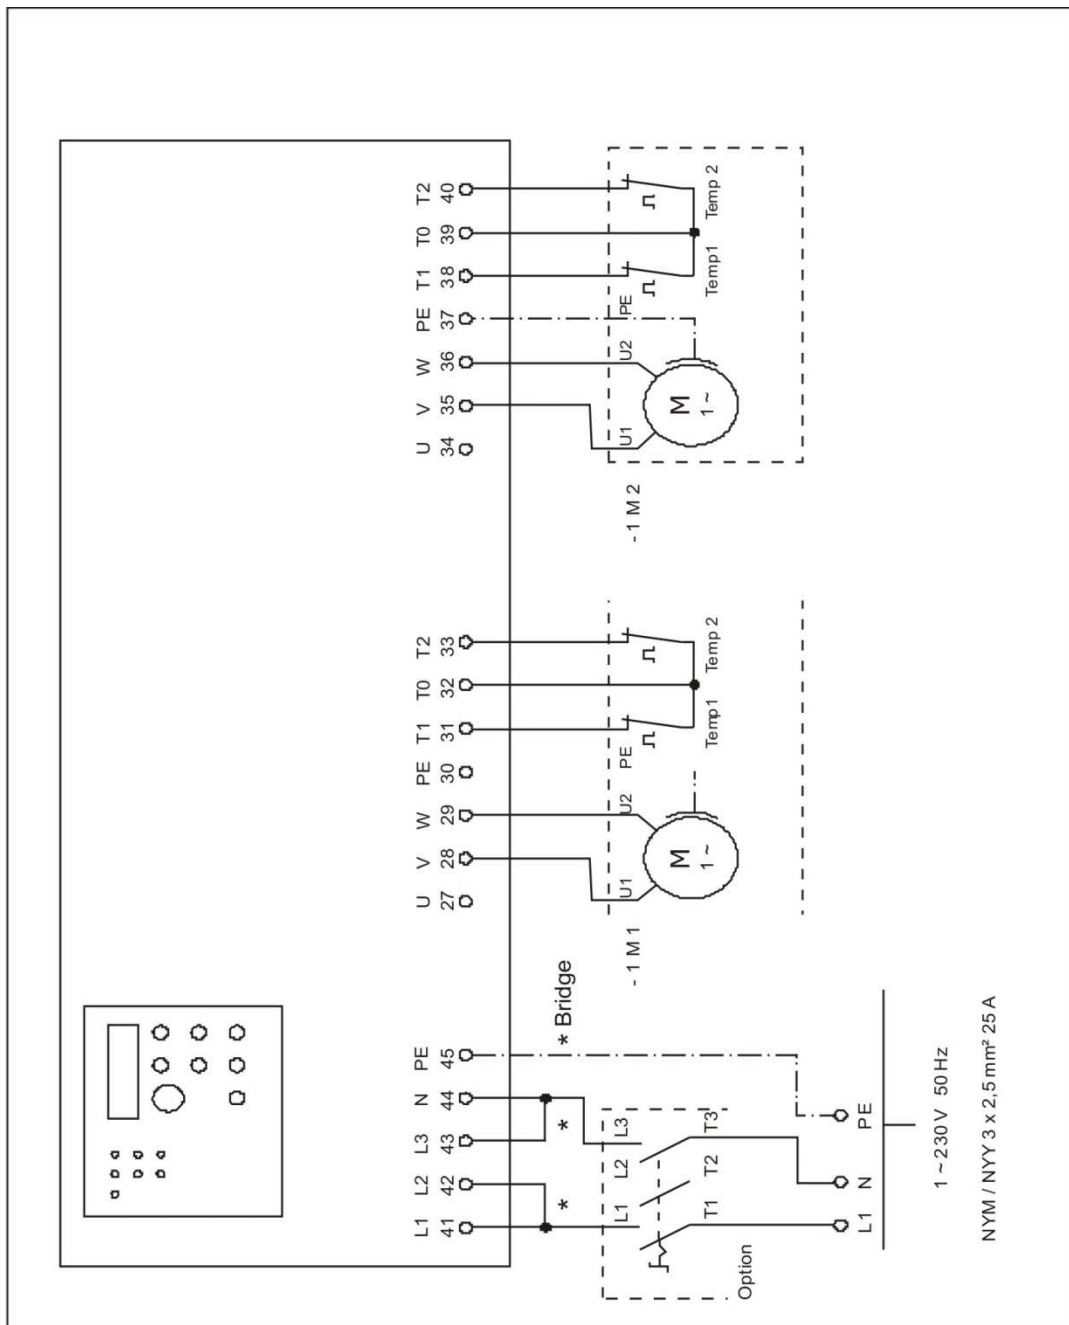 L1 L2 L3 N PE
41 42 43 44 45
U V W PE T1 T0 T2
27 28 29 30 31 32 33
U V W PE T1 T0 T2
34 35 36 37 38 39 40
* *
* Bridge
L1 L2 L3
T1 T2 T3
Option
L1 N PE
1 ~ 230 V 50 Hz
NYM / NYY 3 x 2,5 mm² 25 A
- 1 M 1
U1 U2 PE
M
1 ~
Temp1 Temp 2
- 1 M 2
U1 U2 PE
M
1 ~
Temp1 Temp 2